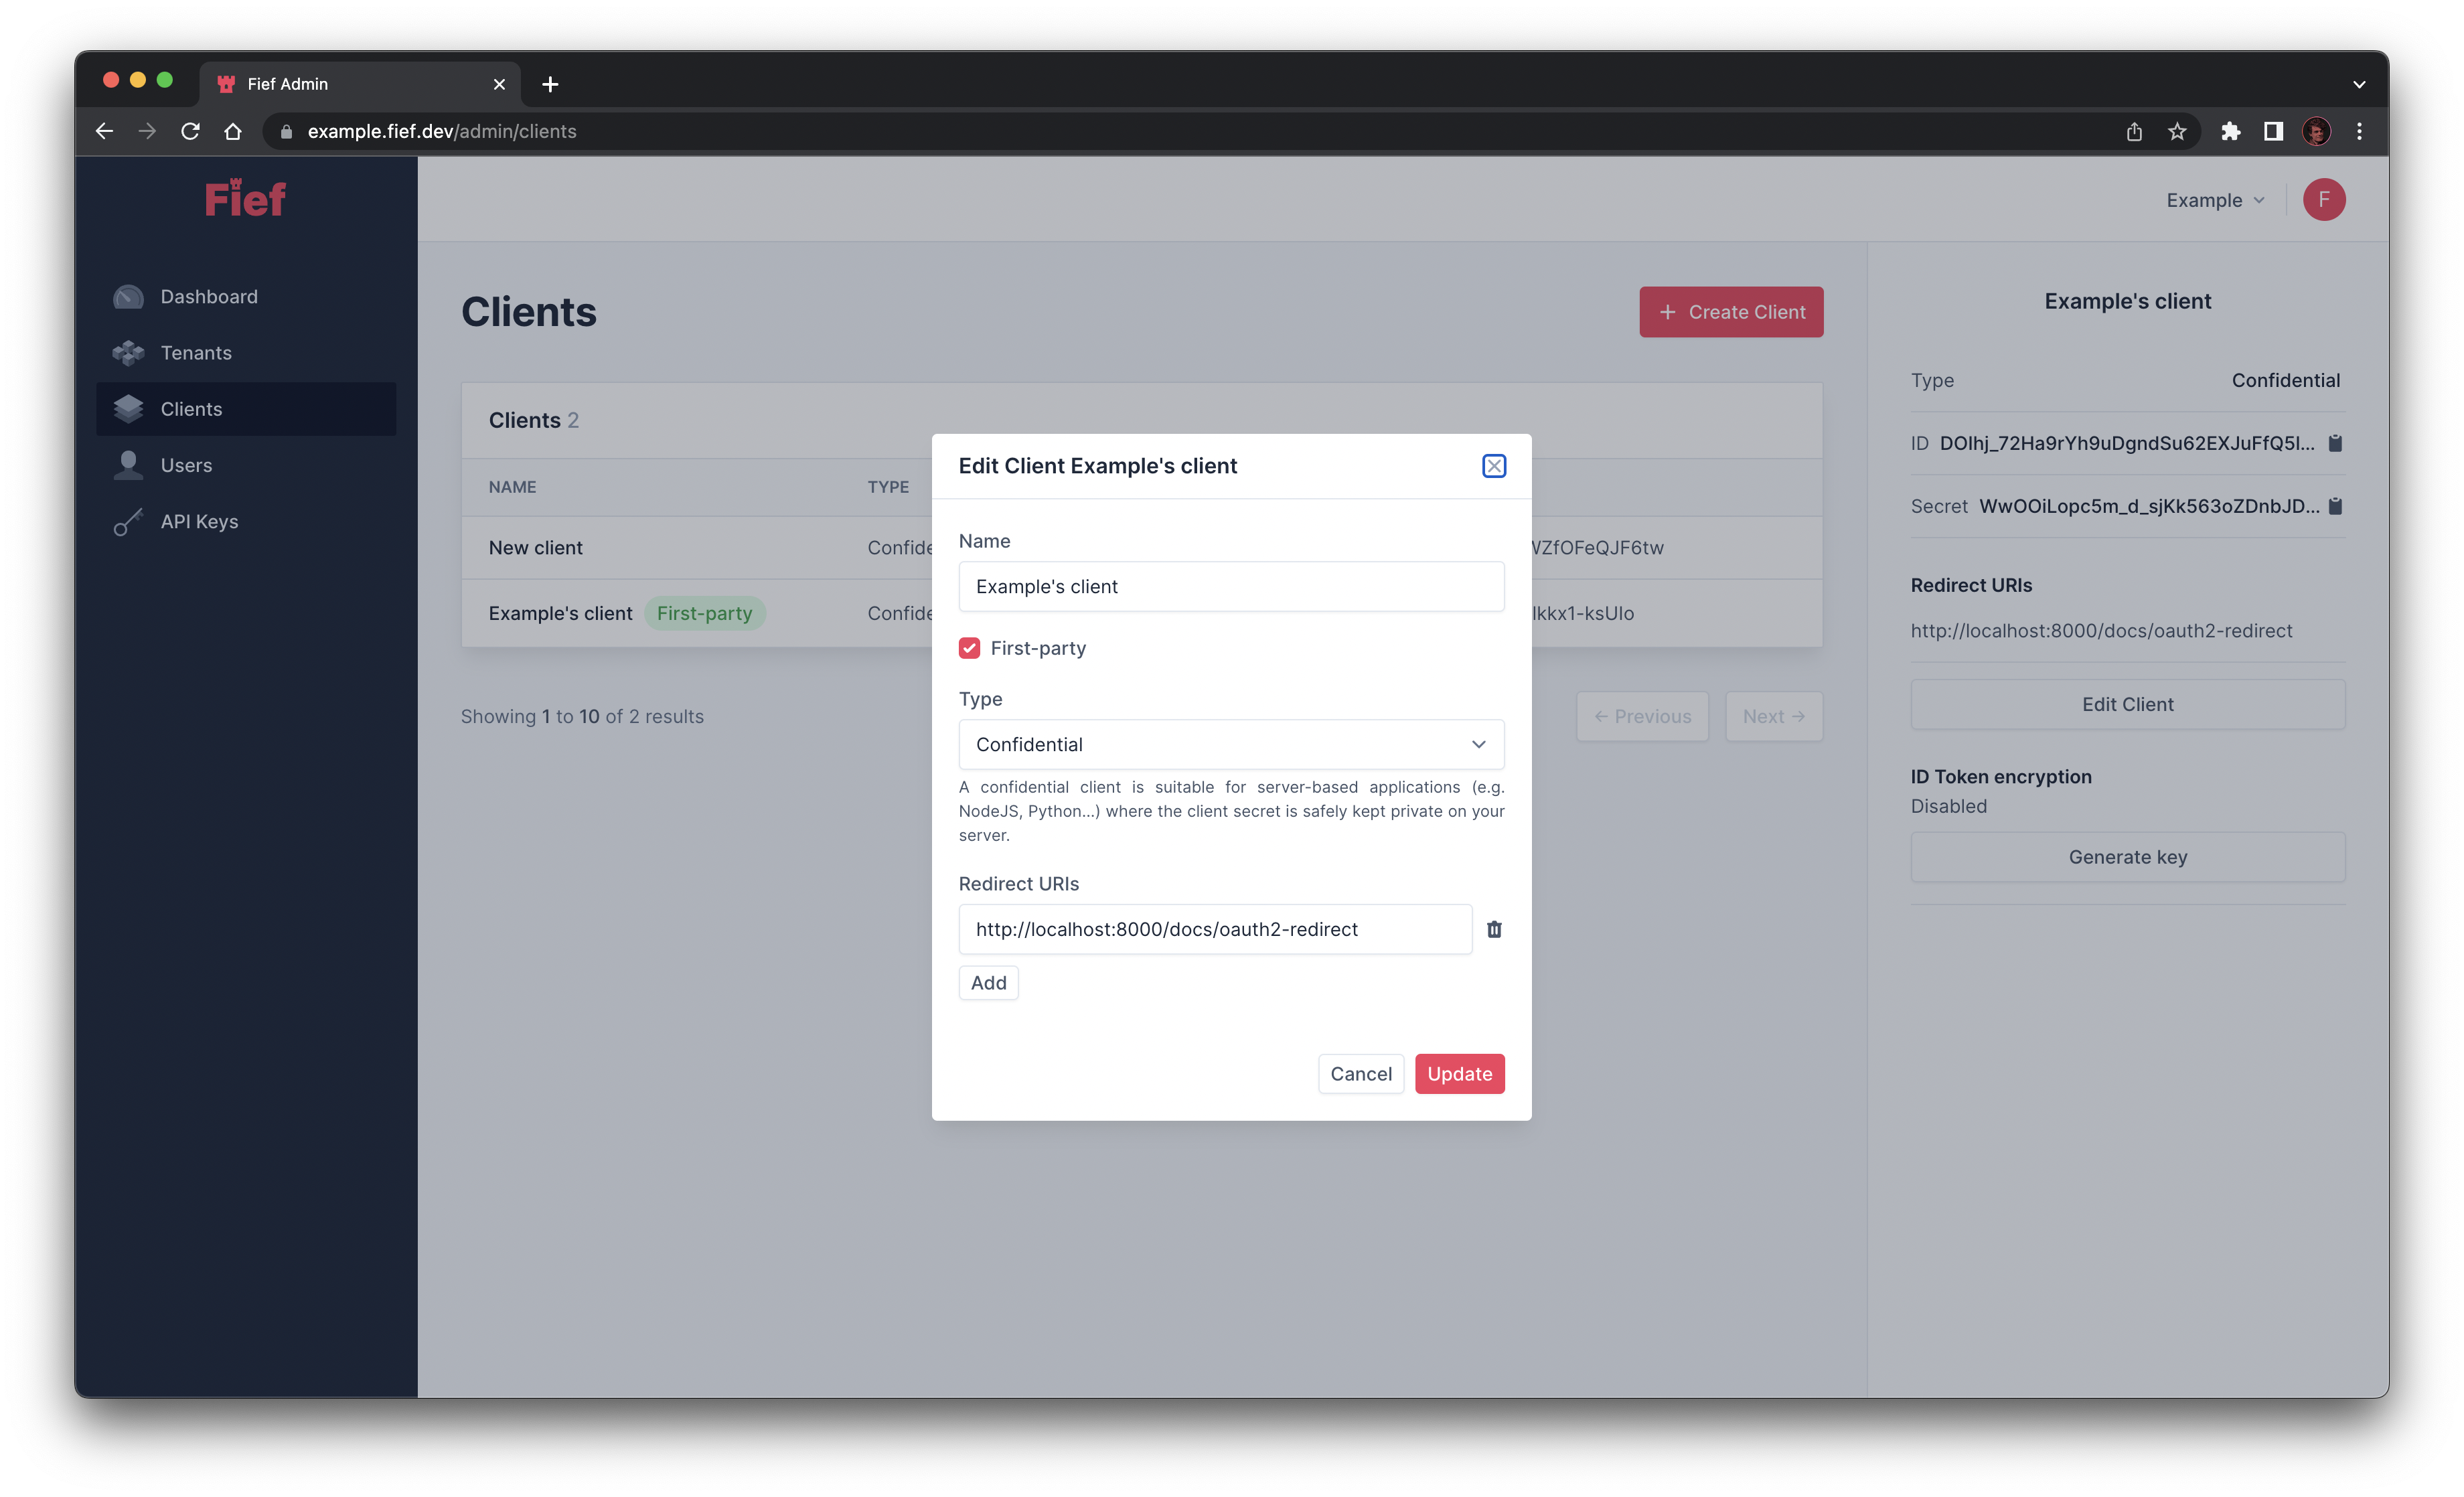 Fief Admin
example.fief.dev/admin/clients
Fief
Example
F
Dashboard
Tenants
Clients
Users
API Keys
Clients
+ Create Client
Clients 2
NAME
TYPE
New client
Confide
Example's client
First-party
Confide
lkkx1-ksUIo
Showing 1 to 10 of 2 results
← Previous
Next →
Edit Client Example's client
Name
Example's client
First-party
Type
Confidential
A confidential client is suitable for server-based applications (e.g.
NodeJS, Python...) where the client secret is safely kept private on your
server.
Redirect URIs
http://localhost:8000/docs/oauth2-redirect
Add
Cancel
Update
Example's client
Type
Confidential
ID
DOlhj_72Ha9rYh9uDgndSu62EXJuFfQ5I...
Secret
WwOOiLopc5m_d_sjKk563oZDnbJD...
Redirect URIs
http://localhost:8000/docs/oauth2-redirect
Edit Client
ID Token encryption
Disabled
Generate key